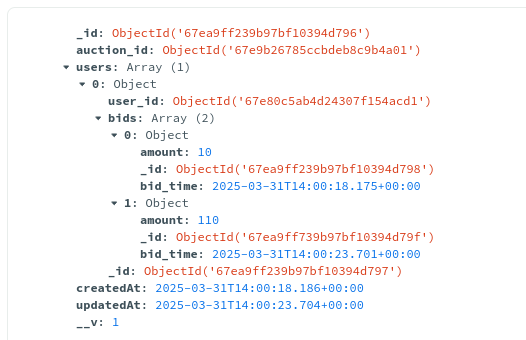 _id: ObjectId('67ea9ff239b97bf10394d796')
auction_id: ObjectId('67e9b26785ccbdeb8c9b4a01')
users: Array (1)
0: Object
user_id: ObjectId('67e80c5ab4d24307f154acd1')
bids: Array (2)
0: Object
amount: 10
_id: ObjectId('67ea9ff239b97bf10394d798')
bid_time: 2025-03-31T14:00:18.175+00:00
1: Object
amount: 110
_id: ObjectId('67ea9ff739b97bf10394d79f')
bid_time: 2025-03-31T14:00:23.701+00:00
_id: ObjectId('67ea9ff239b97bf10394d797')
createdAt: 2025-03-31T14:00:18.186+00:00
updatedAt: 2025-03-31T14:00:23.704+00:00
__v: 1